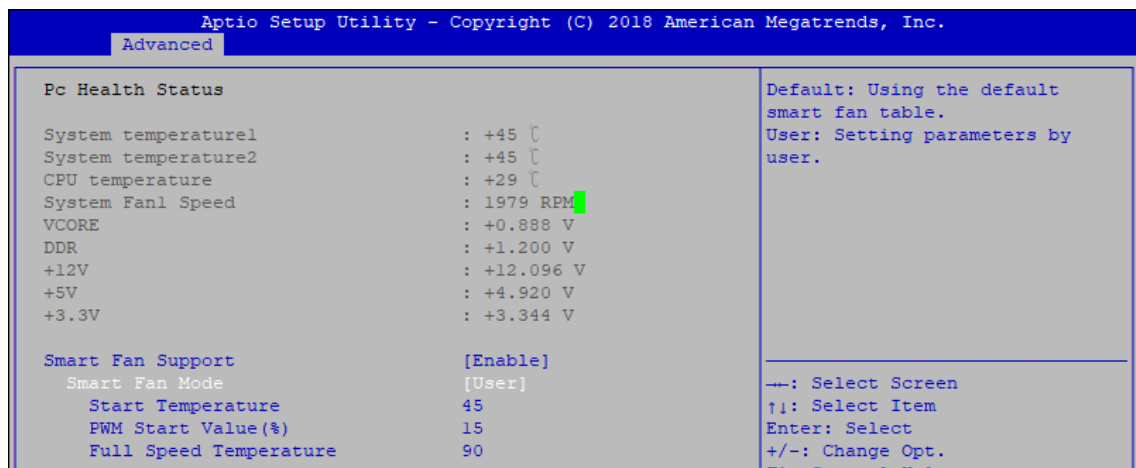 Aptio Setup Utility - Copyright (C) 2018 American Megatrends, Inc.
Advanced
Pc Health Status
System temperature1 : +45 ℃
System temperature2 : +45 ℃
CPU temperature : +29 ℃
System Fan1 Speed : 1979 RPM
VCORE : +0.888 V
DDR : +1.200 V
+12V : +12.096 V
+5V : +4.920 V
+3.3V : +3.344 V
Smart Fan Support [Enable]
Smart Fan Mode [User]
Start Temperature 45
PWM Start Value(%) 15
Full Speed Temperature 90
Default: Using the default
smart fan table.
User: Setting parameters by
user.
→←: Select Screen
↑↓: Select Item
Enter: Select
+/-: Change Opt.